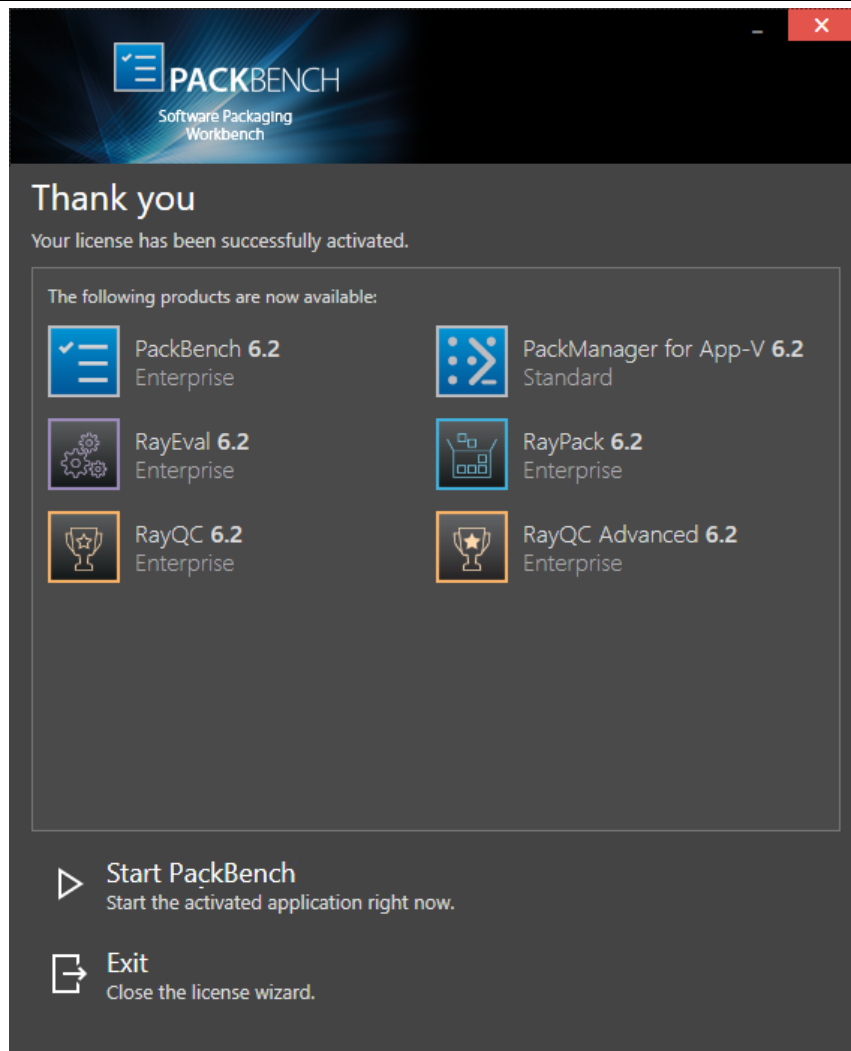 PACKBENCH
Software Packaging
Workbench
Thank you
Your license has been successfully activated.
The following products are now available:
PackBench 6.2
Enterprise
PackManager for App-V 6.2
Standard
RayEval 6.2
Enterprise
RayPack 6.2
Enterprise
RayQC 6.2
Enterprise
RayQC Advanced 6.2
Enterprise
Start PackBench
Start the activated application right now.
Exit
Close the license wizard.